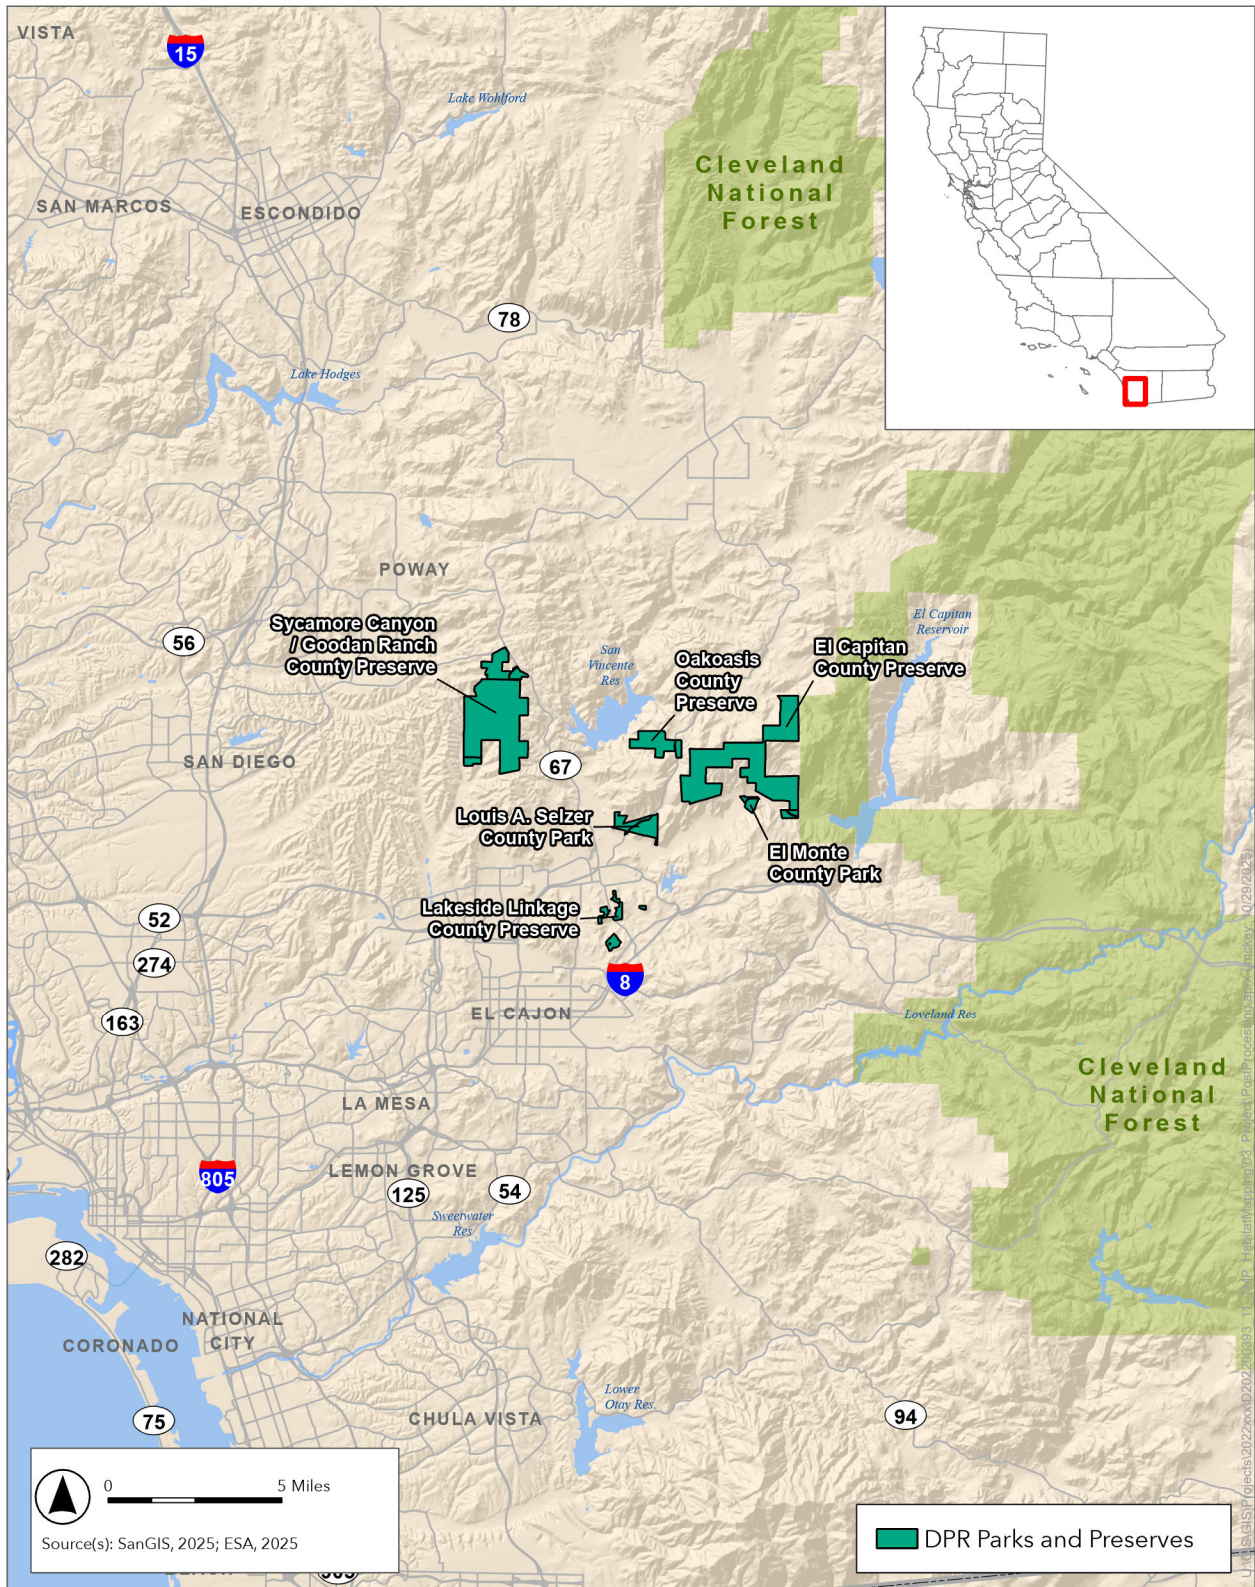 VISTA
15
Lake Wohlford
Cleveland
National
Forest
SAN MARCOS
ESCONDIDO
78
Lake Hodges
POWAY
56
Sycamore Canyon
/ Goodan Ranch
County Preserve
San
Vincente
Res
Oakoasis
County
Preserve
El Capitan
Reservoir
El Capitan
County Preserve
SAN DIEGO
67
Louis A. Selzer
County Park
El Monte
County Park
Lakeside Linkage
County Preserve
52
274
8
163
EL CAJON
Loveland Res
Cleveland
National
Forest
LA MESA
LEMON GROVE
805
125
54
Sweetwater
Res
282
NATIONAL
CITY
CORONADO
Lower
Otay Res.
75
CHULA VISTA
94
0 5 Miles
Source(s): SanGIS, 2025; ESA, 2025
DPR Parks and Preserves